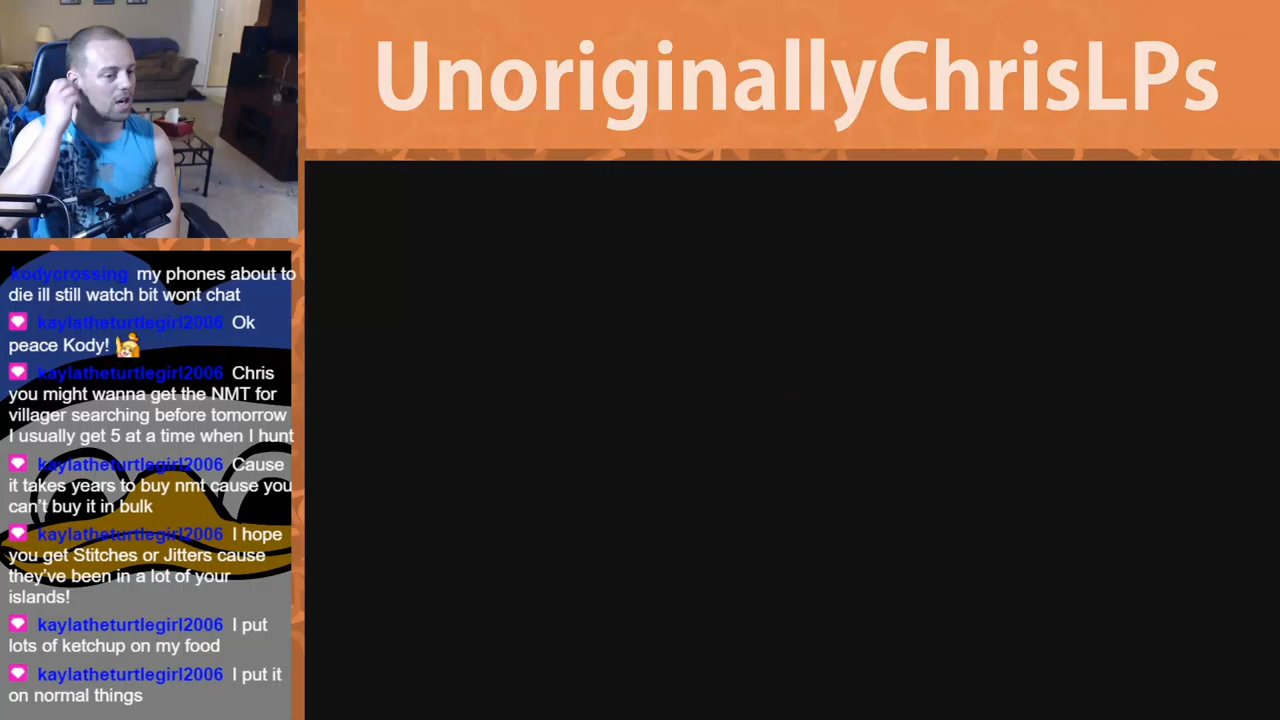 UnoriginallyChrisLPs
kodycrossing my phones about to
die ill still watch bit wont chat
kaylatheturtlegirl2006 Ok
peace Kody!
kaylatheturtlegirl2006 Chris
you might wanna get the NMT for
villager searching before tomorrow
I usually get 5 at a time when I hunt
kaylatheturtlegirl2006 Cause
it takes years to buy nmt cause you
can't buy it in bulk
kaylatheturtlegirl2006 I hope
you get Stitches or Jitters cause
they've been in a lot of your
islands!
kaylatheturtlegirl2006 I put
lots of ketchup on my food
kaylatheturtlegirl2006 I put it
on normal things